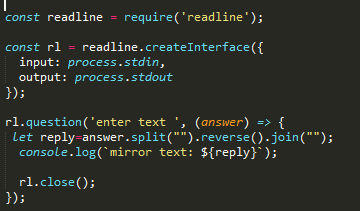 const readline = require('readline');

const rl = readline.createInterface({
  input: process.stdin,
  output: process.stdout
});

rl.question('enter text ', (answer) => {
 let reply=answer.split("").reverse().join("");
  console.log(`mirror text: ${reply}`);

  rl.close();
});